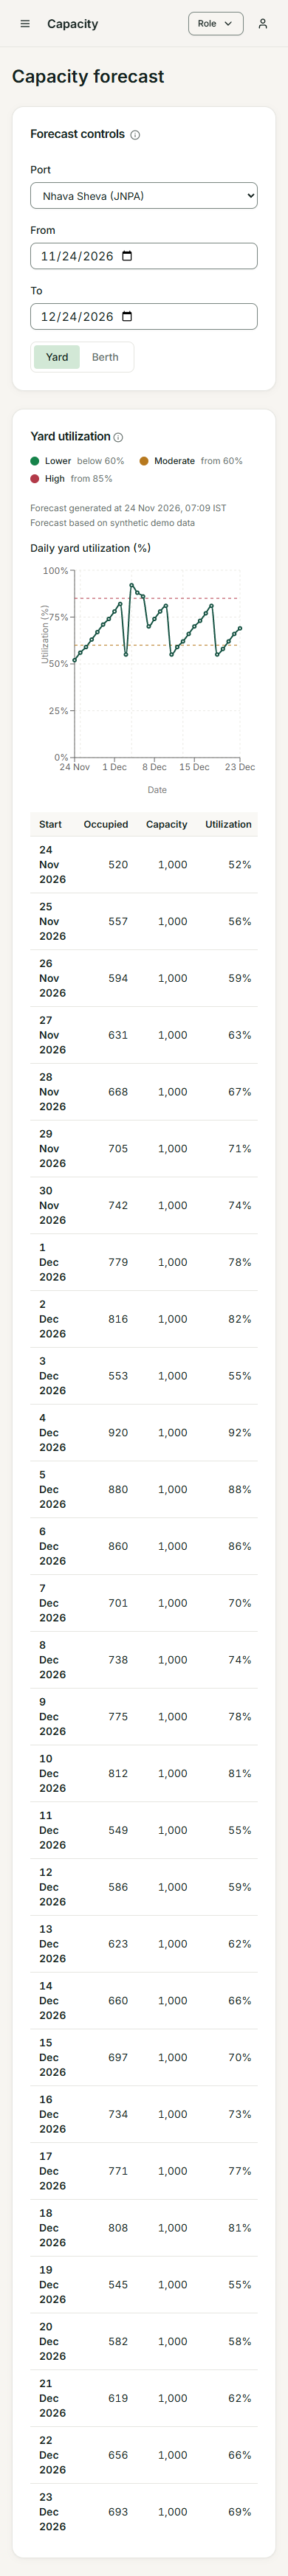 Capacity
Role
Capacity forecast
Forecast controls
Port
Nhava Sheva (JNPA)
From
11/24/2026
To
12/24/2026
Yard Berth
Yard utilization
Lower below 60% Moderate from 60%
High from 85%
Forecast generated at 24 Nov 2026, 07:09 IST
Forecast based on synthetic demo data
Daily yard utilization (%)
100%
75%
50%
25%
0%
Utilization (%)
24 Nov 1 Dec 8 Dec 15 Dec 23 Dec
Date
Start Occupied Capacity Utilization
24 Nov 2026 520 1,000 52%
25 Nov 2026 557 1,000 56%
26 Nov 2026 594 1,000 59%
27 Nov 2026 631 1,000 63%
28 Nov 2026 668 1,000 67%
29 Nov 2026 705 1,000 71%
30 Nov 2026 742 1,000 74%
1 Dec 2026 779 1,000 78%
2 Dec 2026 816 1,000 82%
3 Dec 2026 553 1,000 55%
4 Dec 2026 920 1,000 92%
5 Dec 2026 880 1,000 88%
6 Dec 2026 860 1,000 86%
7 Dec 2026 701 1,000 70%
8 Dec 2026 738 1,000 74%
9 Dec 2026 775 1,000 78%
10 Dec 2026 812 1,000 81%
11 Dec 2026 549 1,000 55%
12 Dec 2026 586 1,000 59%
13 Dec 2026 623 1,000 62%
14 Dec 2026 660 1,000 66%
15 Dec 2026 697 1,000 70%
16 Dec 2026 734 1,000 73%
17 Dec 2026 771 1,000 77%
18 Dec 2026 808 1,000 81%
19 Dec 2026 545 1,000 55%
20 Dec 2026 582 1,000 58%
21 Dec 2026 619 1,000 62%
22 Dec 2026 656 1,000 66%
23 Dec 2026 693 1,000 69%